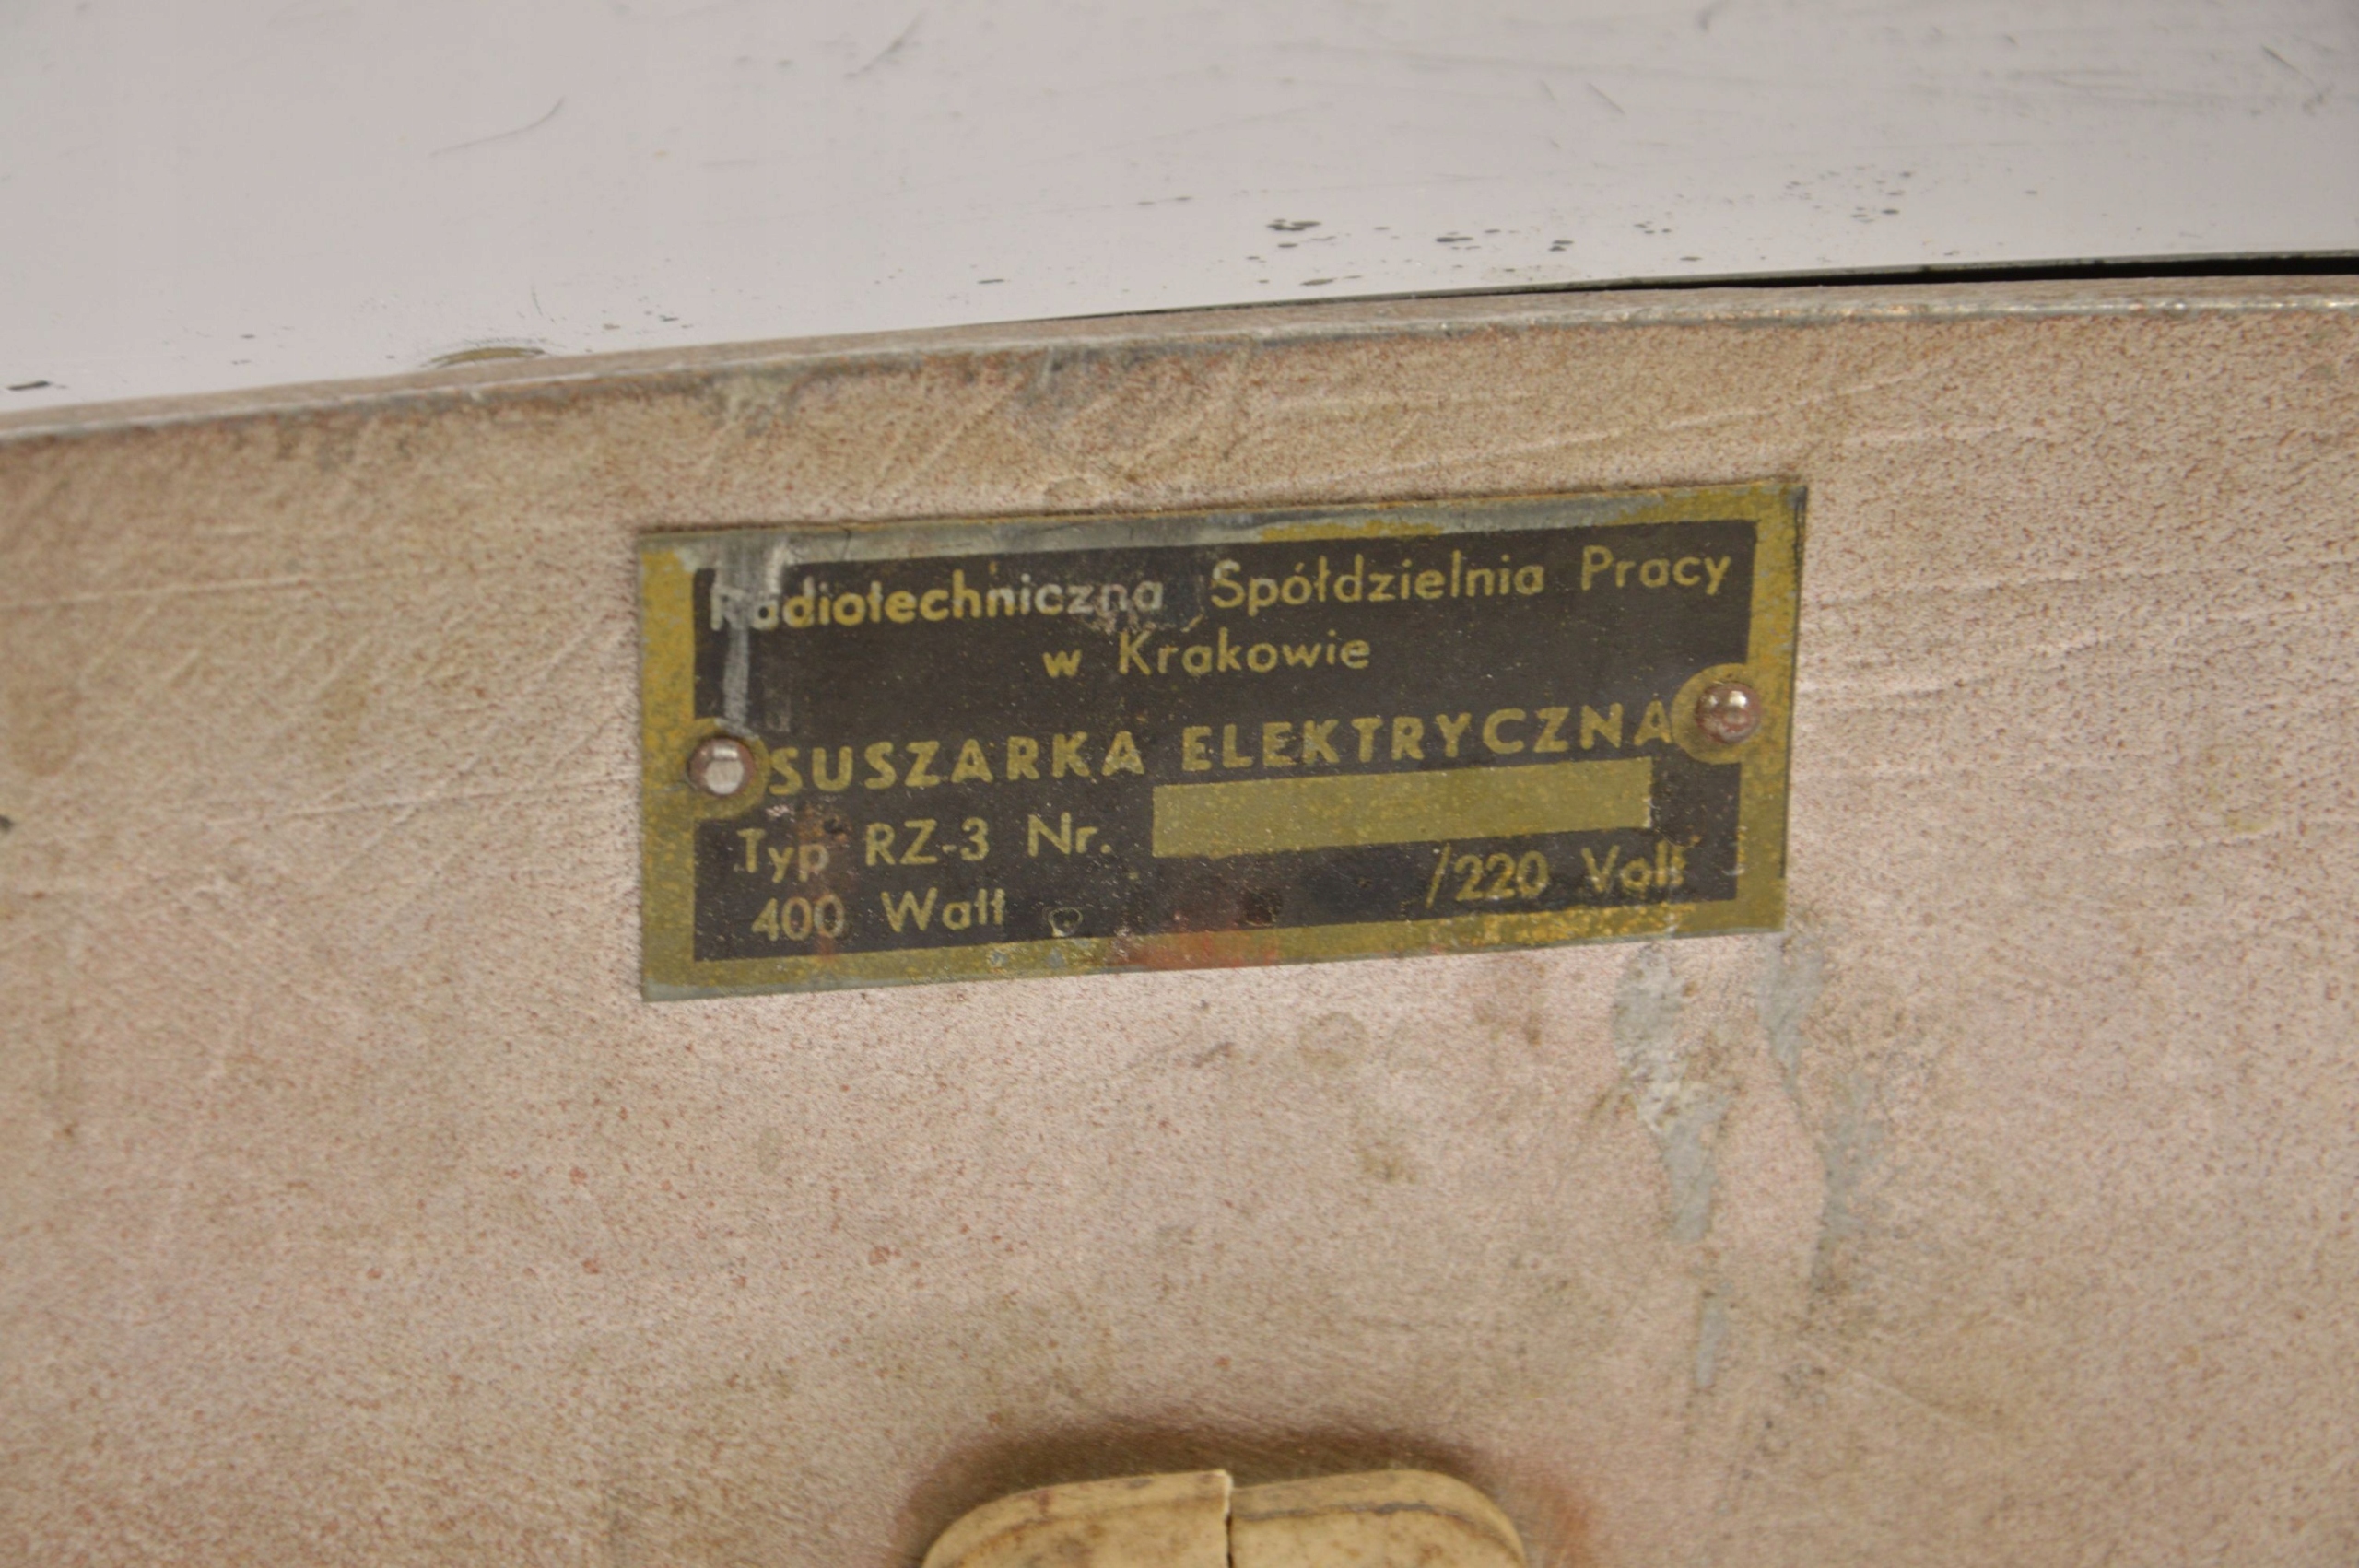 Radiotechniczna Spółdzielnia Pracy
w Krakowie
SUSZARKA ELEKTRYCZNA
Typ RZ-3 Nr.
400 Watt /220 Volt